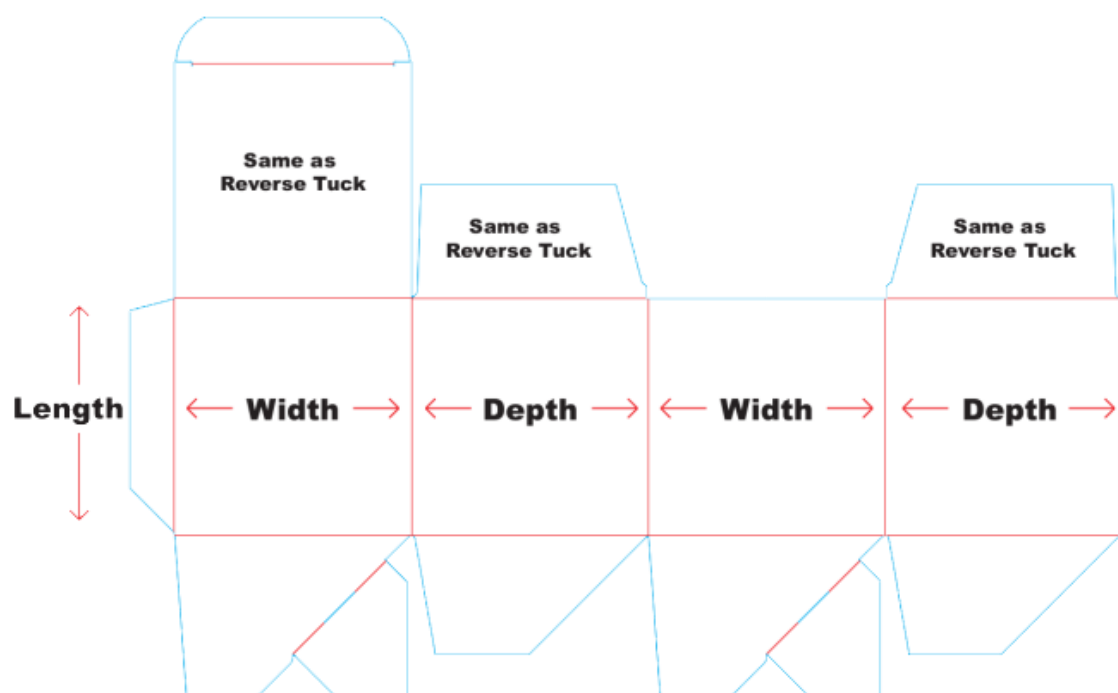 Same as
Reverse Tuck
Same as
Reverse Tuck
Same as
Reverse Tuck
Length
Width
Depth
Width
Depth